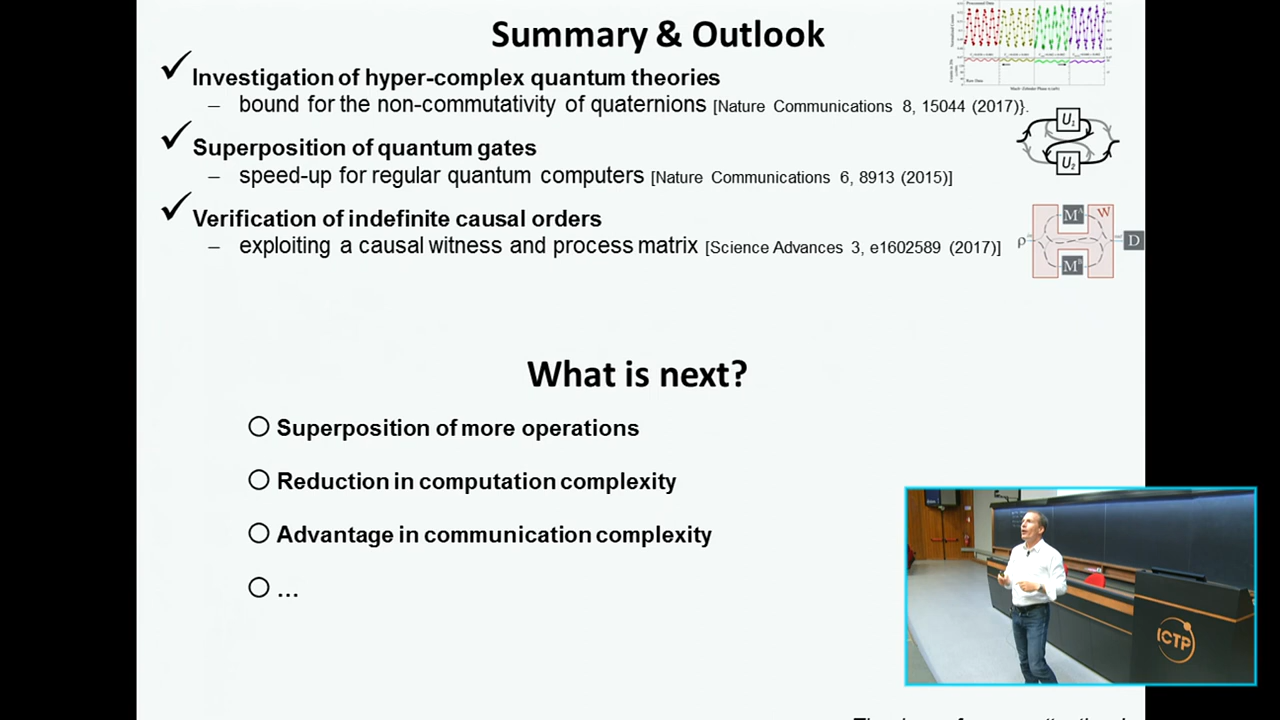 Summary & Outlook
Investigation of hyper-complex quantum theories
– bound for the non-commutativity of quaternions [Nature Communications 8, 15044 (2017)}.
Superposition of quantum gates
– speed-up for regular quantum computers [Nature Communications 6, 8913 (2015)]
Verification of indefinite causal orders
– exploiting a causal witness and process matrix [Science Advances 3, e1602589 (2017)]
U₁
U₂
ρ
M
W
D
M
What is next?
Superposition of more operations
Reduction in computation complexity
Advantage in communication complexity
...
ICTP